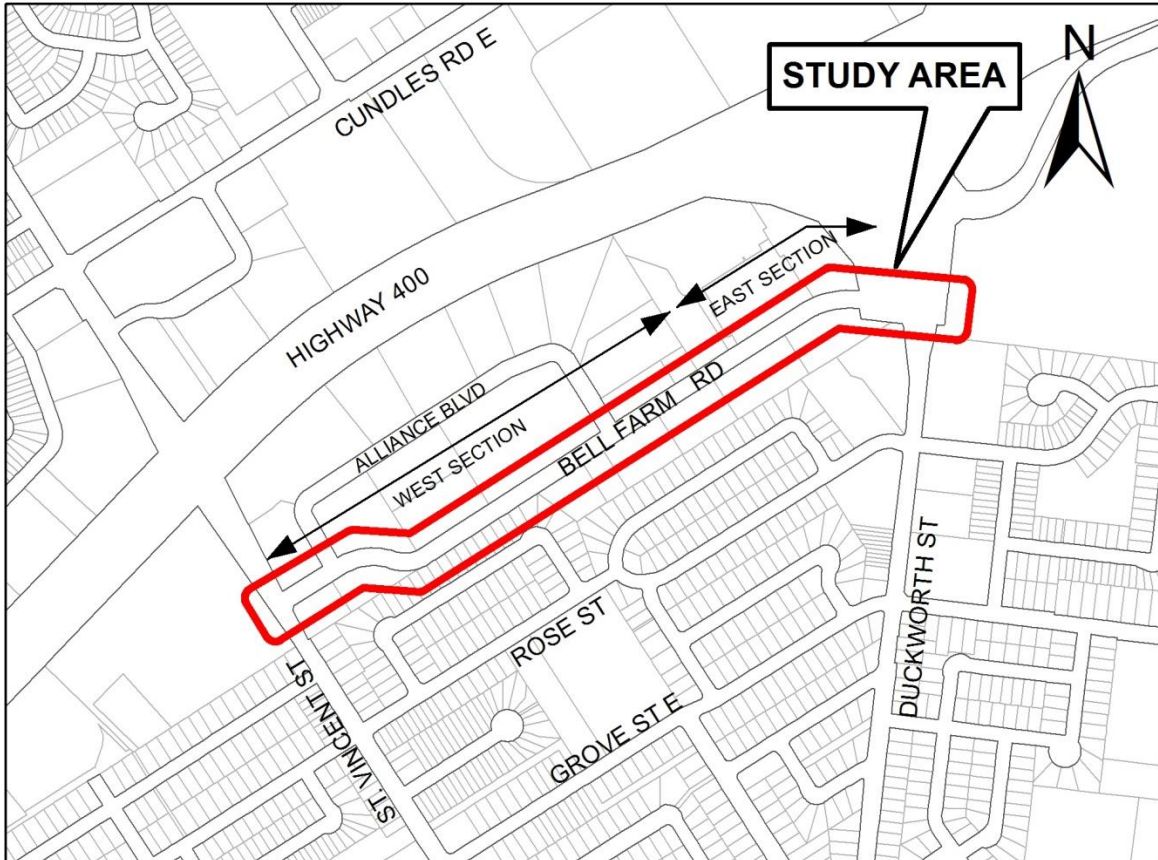 CUNDLES RD E
STUDY AREA
N
HIGHWAY 400
EAST SECTION
ALLIANCE BLVD
WEST SECTION
BELL FARM RD
ROSE ST
DUCKWORTH ST
ST. VINCENT ST
GROVE ST E